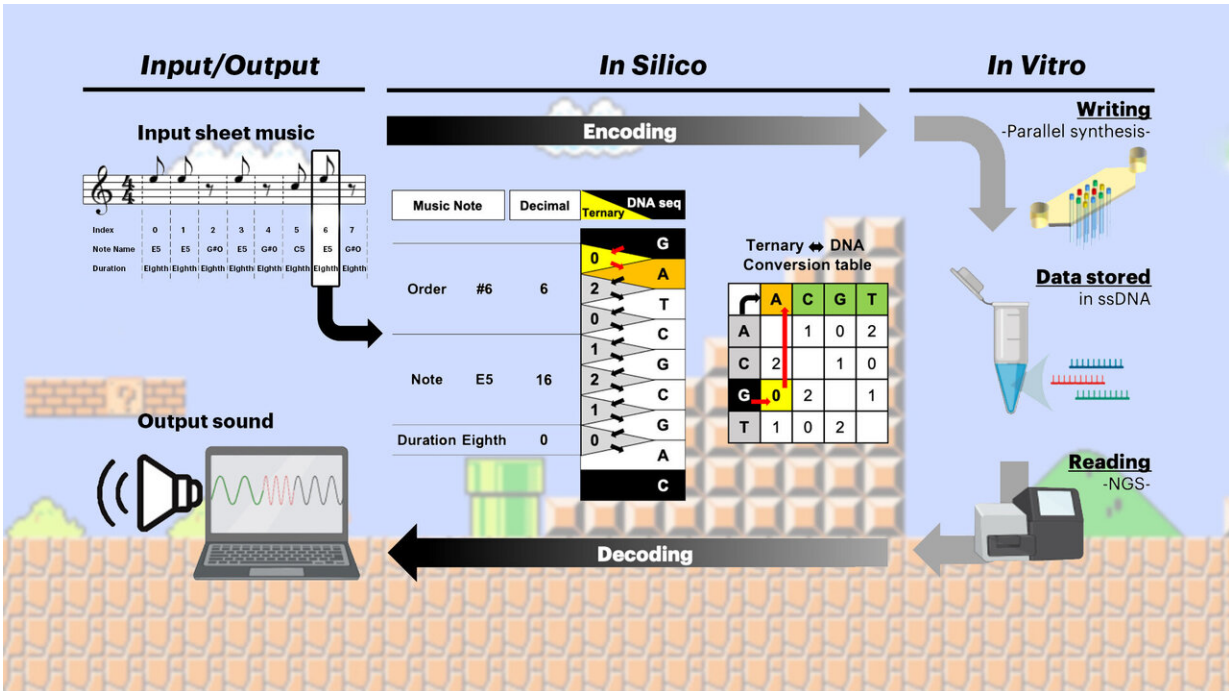 Input/Output
In Silico
In Vitro
Input sheet music
4
4
Index 0 1 2 3 4 5 6 7
Note Name E5 E5 G#0 E5 G#0 C5 E5 G#0
Duration Eighth Eighth Eighth Eighth Eighth Eighth Eighth Eighth
Output sound
Encoding
Music Note Decimal Ternary DNA seq
G
0
A
Order #6 6
2
T
0
C
1
G
Note E5 16
2
C
1
G
Duration Eighth 0
0
A
C
Ternary ⇔ DNA
Conversion table
A C G T
A 1 0 2
C 2 1 0
G 0 2 1
T 1 0 2
Decoding
Writing
-Parallel synthesis-
Data stored
in ssDNA
Reading
-NGS-
?